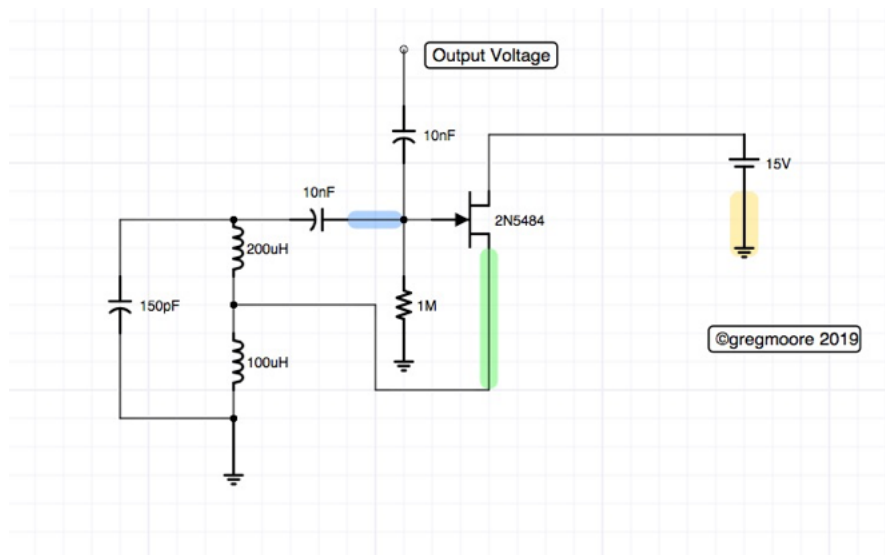 Output Voltage
10nF
15V
10nF
2N5484
200uH
150pF
1M
©gregmoore 2019
100uH